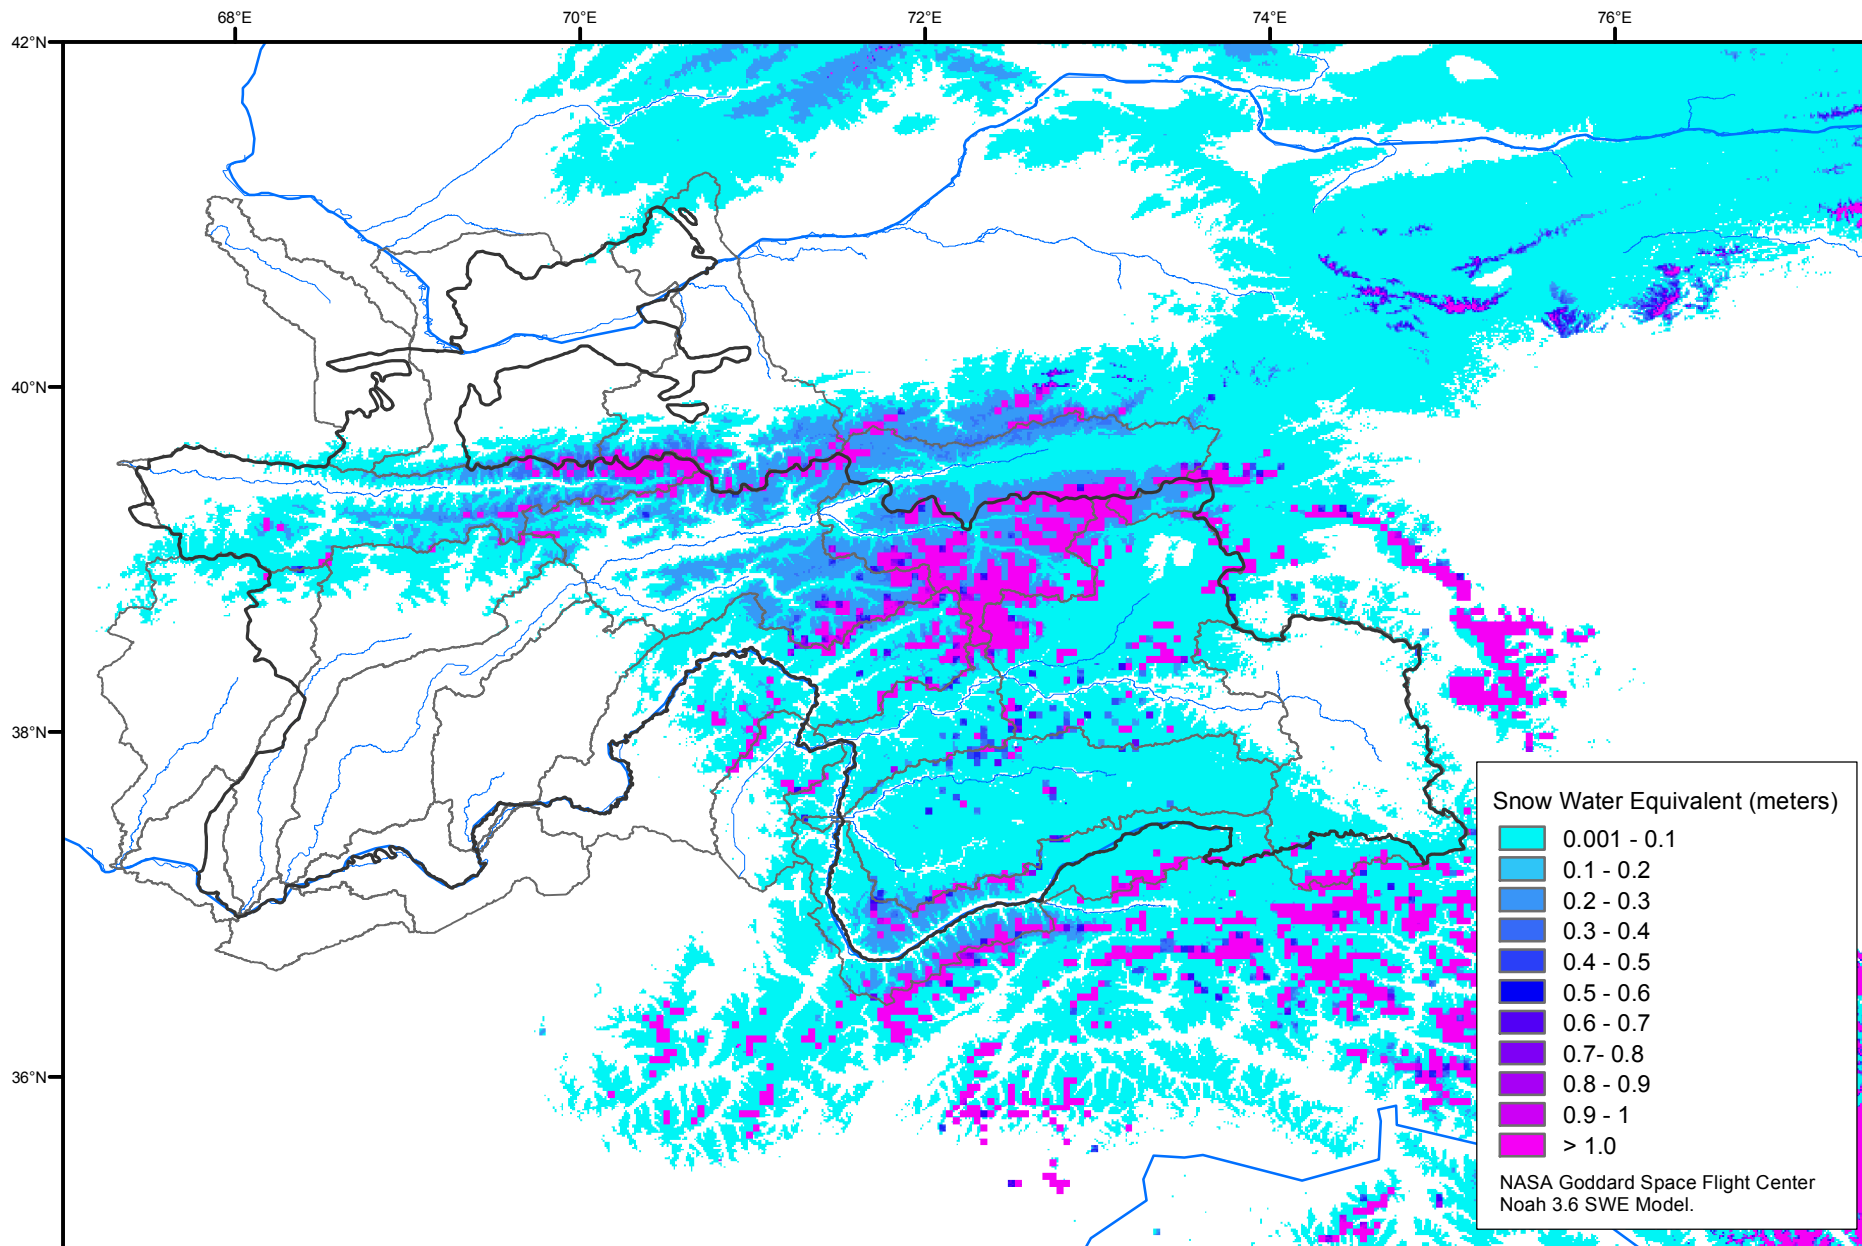 68°E
70°E
72°E
74°E
76°E
42°N
40°N
38°N
36°N
Snow Water Equivalent (meters)
0.001 - 0.1
0.1 - 0.2
0.2 - 0.3
0.3 - 0.4
0.4 - 0.5
0.5 - 0.6
0.6 - 0.7
0.7- 0.8
0.8 - 0.9
0.9 - 1
> 1.0
NASA Goddard Space Flight Center
Noah 3.6 SWE Model.